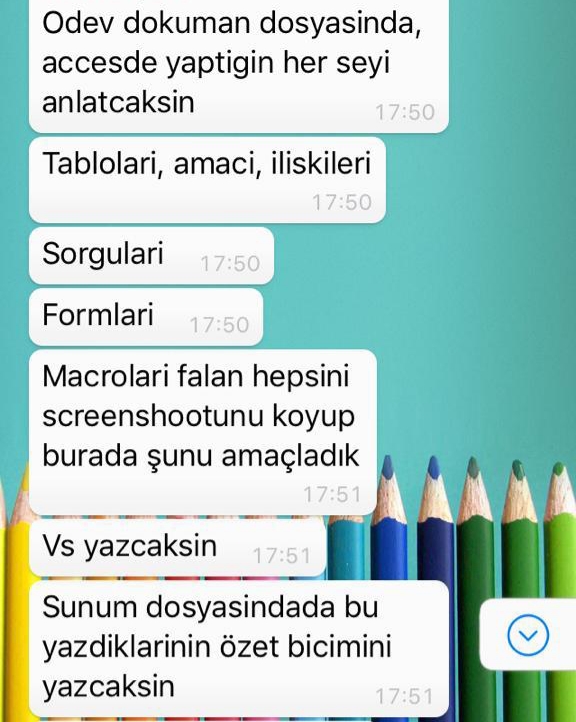 Odev dokuman dosyasinda,
accesde yaptigin her seyi
anlatcaksin
17:50
Tablolari, amaci, iliskileri
17:50
Sorgulari 17:50
Formlari 17:50
Macrolari falan hepsini
screenshootunu koyup
burada şunu amaçladık
17:51
Vs yazcaksin 17:51
Sunum dosyasindada bu
yazdiklarinin özet bicimini
yazcaksin
17:51